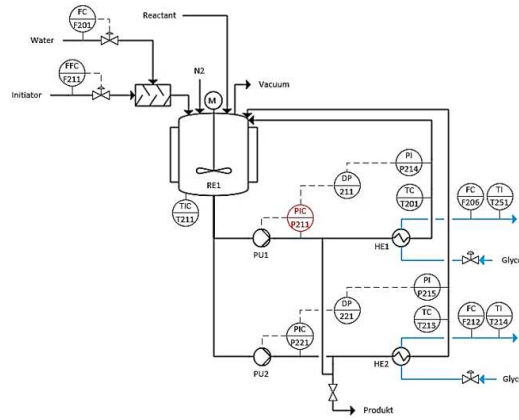 FC
F201
Reactant
Water
FFC
F211
N2
Vacuum
Initiator
M
RE1
TIC
T211
PI
P214
DP
211
PIC
P211
TC
T201
FC
F206
TI
T251
PU1
HE1
Glyc
PI
P215
DP
221
PIC
P221
TC
T213
FC
F212
TI
T214
PU2
HE2
Glyc
Produkt